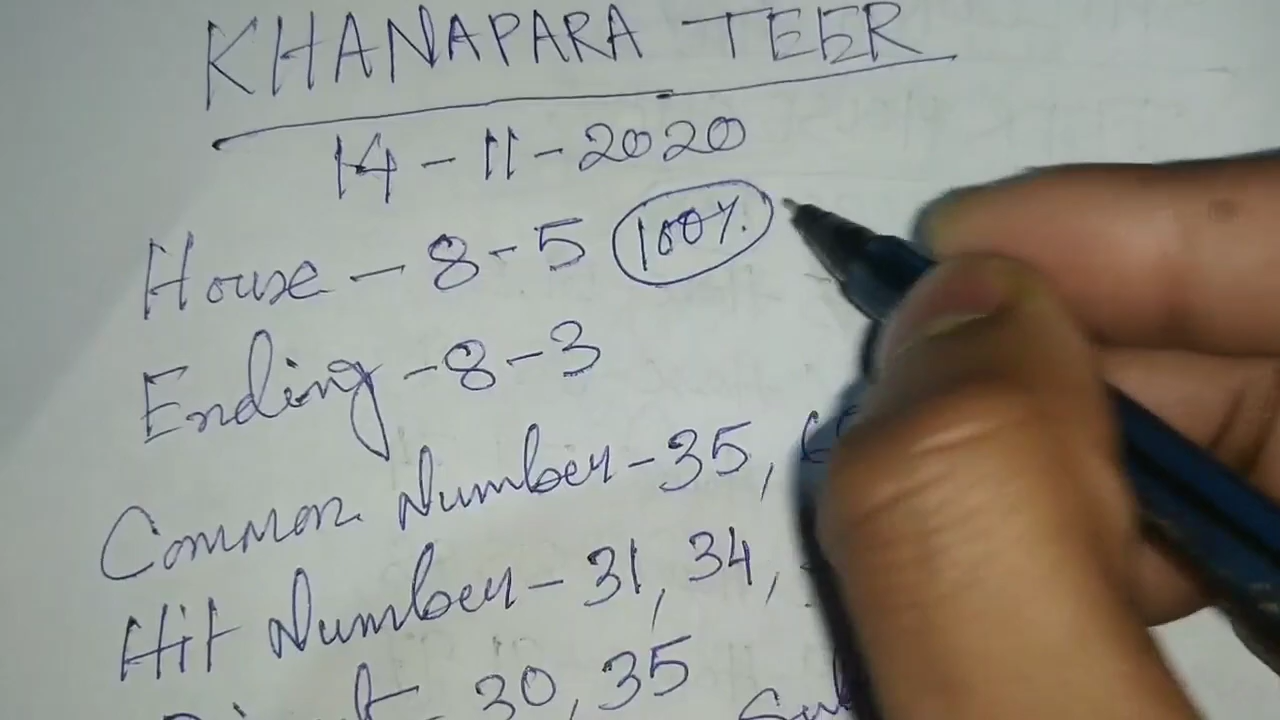 KHANAPARA TEER
14-11-2020
House - 8-5 100%.
Ending - 8-3
Common Number - 35,
Hit Number - 31, 34,
30, 35